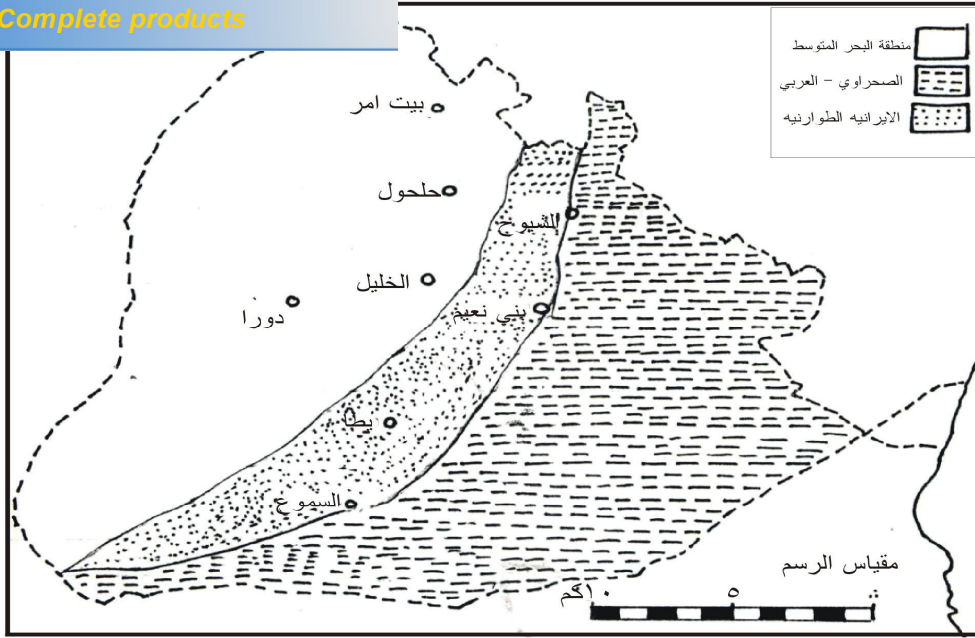 Complete products
منطقة البحر المتوسط
الصحراوي - العربي
الايرانيه الطوارنيه
بيت امر
حلحول
الشيوخ
الخليل
بني نعيم
دورا
يطا
السموع
مقياس الرسم
١٠كم
٥